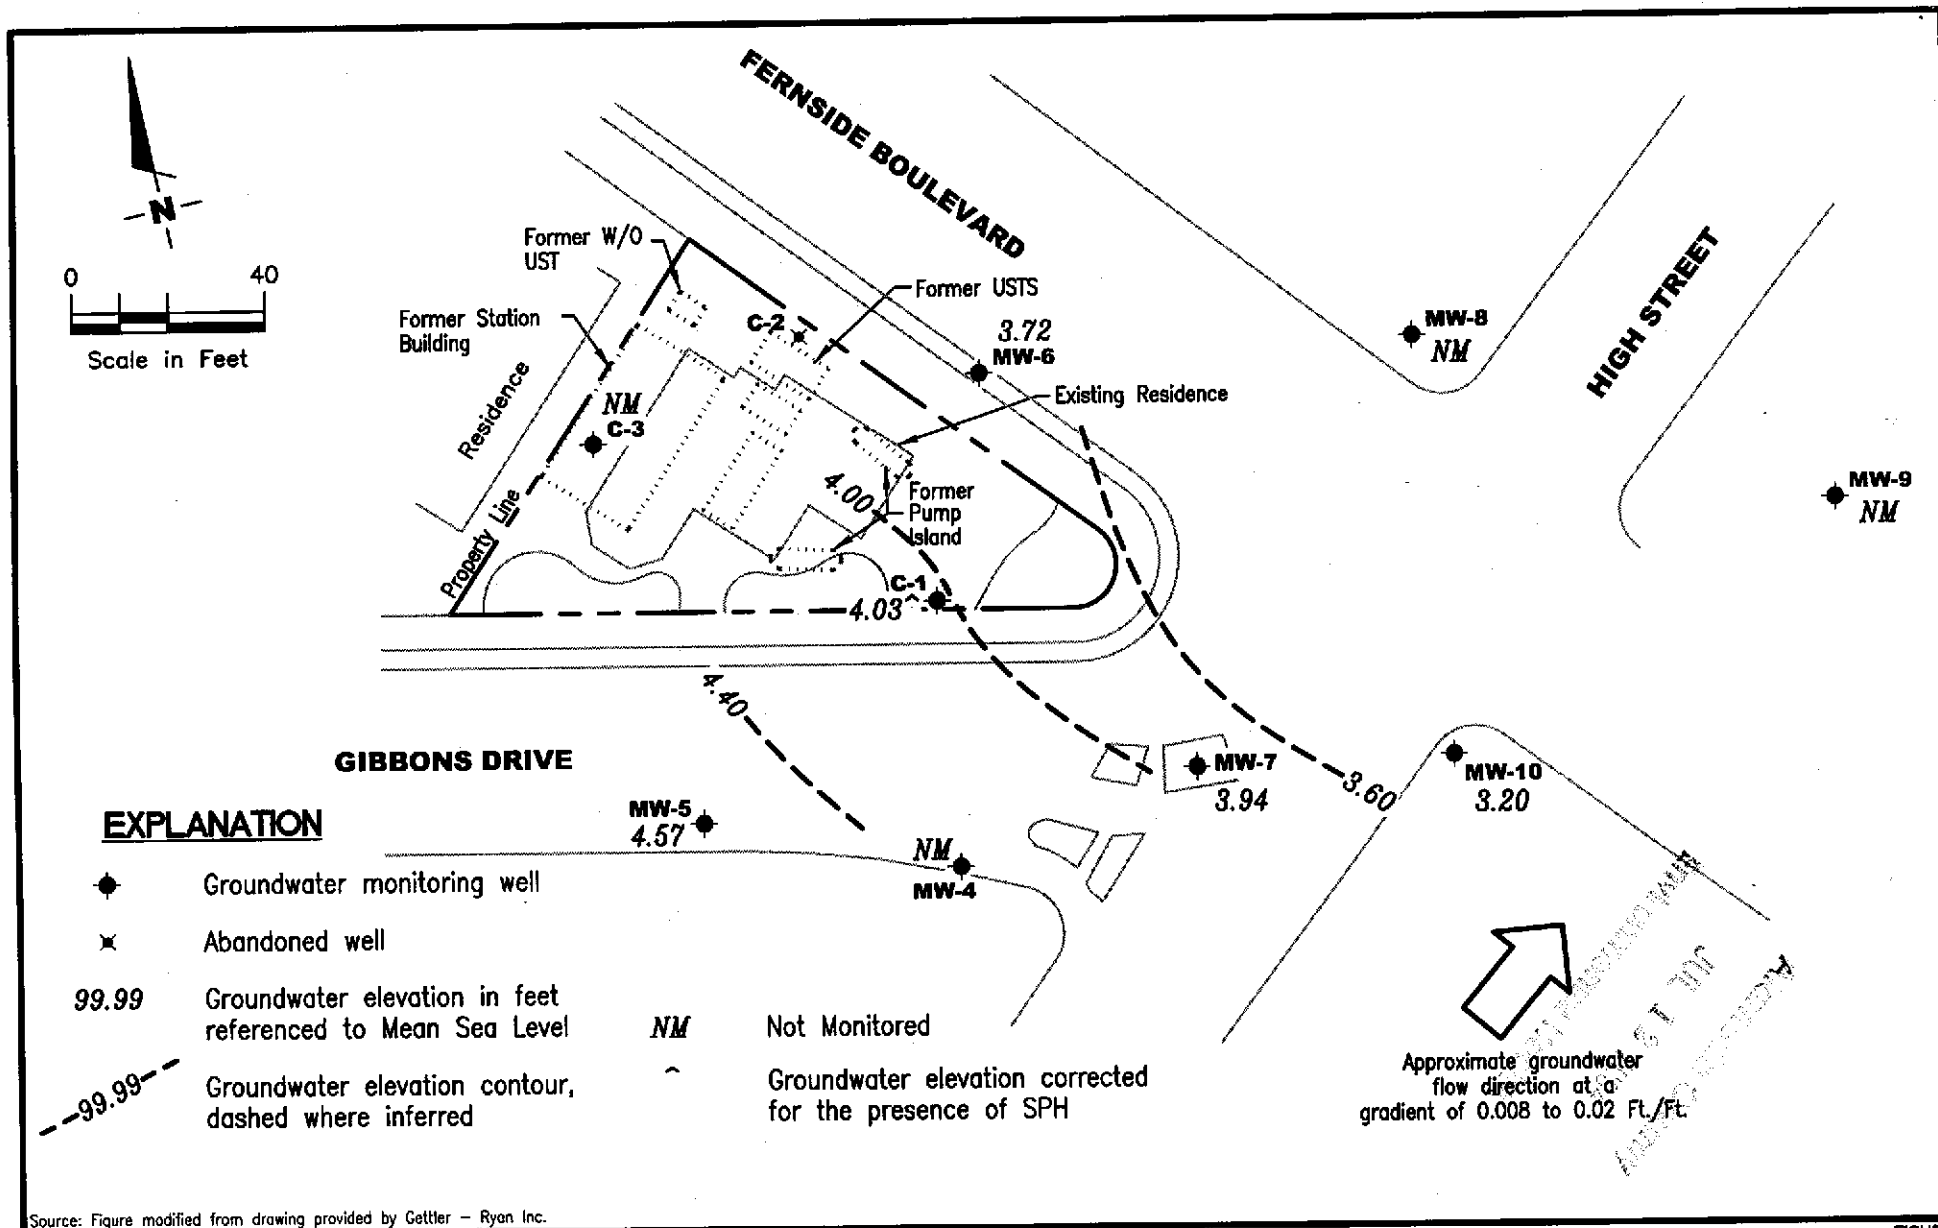 FERNSIDE BOULEVARD
HIGH STREET
N
0 40
Scale in Feet
Former W/O
UST
Former USTS
Former Station
Building
C-2
3.72
MW-6
MW-8
NM
Existing Residence
Residence
NM
C-3
MW-9
NM
4.00
Former
Pump
Island
Property Line
C-1
4.03^
4.40
GIBBONS DRIVE
MW-7
3.94
3.60
MW-10
3.20
MW-5
4.57
NM
MW-4
EXPLANATION
Groundwater monitoring well
Abandoned well
99.99 Groundwater elevation in feet
referenced to Mean Sea Level
99.99 Groundwater elevation contour,
dashed where inferred
NM Not Monitored
^ Groundwater elevation corrected
for the presence of SPH
Approximate groundwater
flow direction at a
gradient of 0.008 to 0.02 Ft./Ft.
JUL 1
Source: Figure modified from drawing provided by Gettler – Ryan Inc.